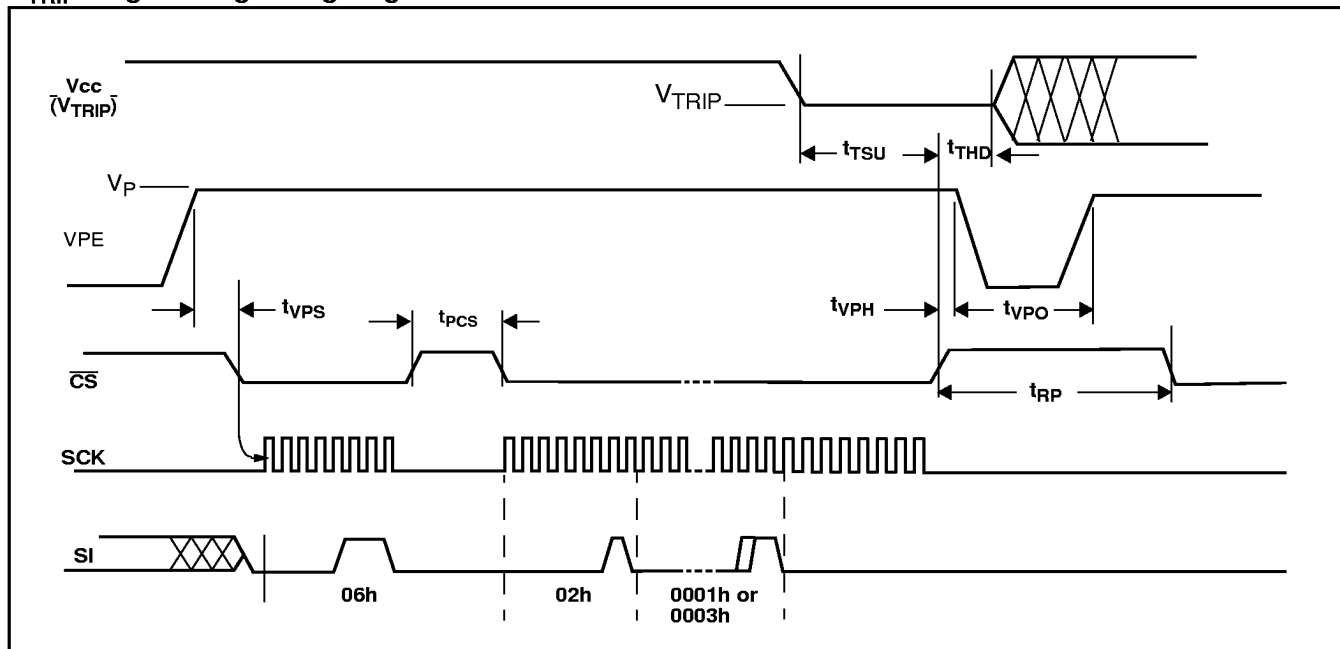 Vcc
(VTRIP)
VTRIP
tTSU
tTHD
VP
VPE
tVPS
tPCS
tVPH
tVPO
CS
tRP
SCK
SI
06h
02h
0001h or
0003h